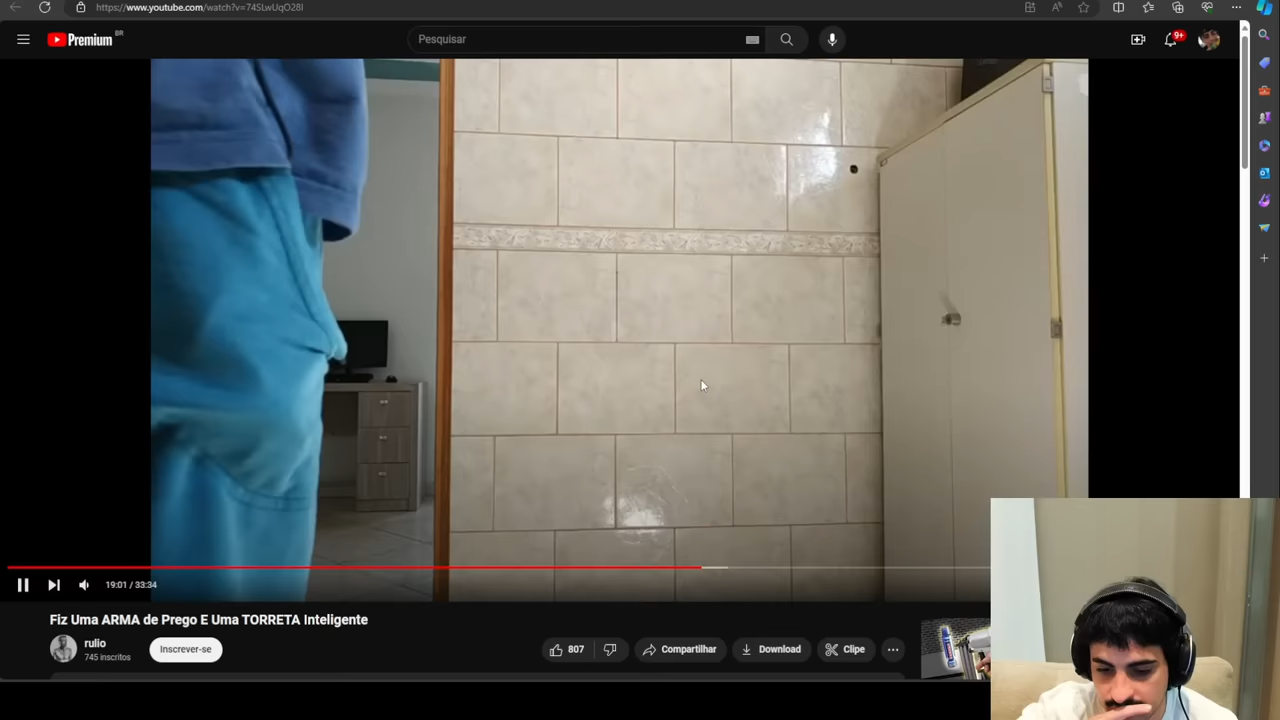 https://www.youtube.com/watch?v=74SLwUqO28I
Premium BR
Pesquisar
9+
19:01 / 33:34
Fiz Uma ARMA de Prego E Uma TORRETA Inteligente
rulio
745 inscritos
Inscrever-se
807
Compartilhar
Download
Clipe